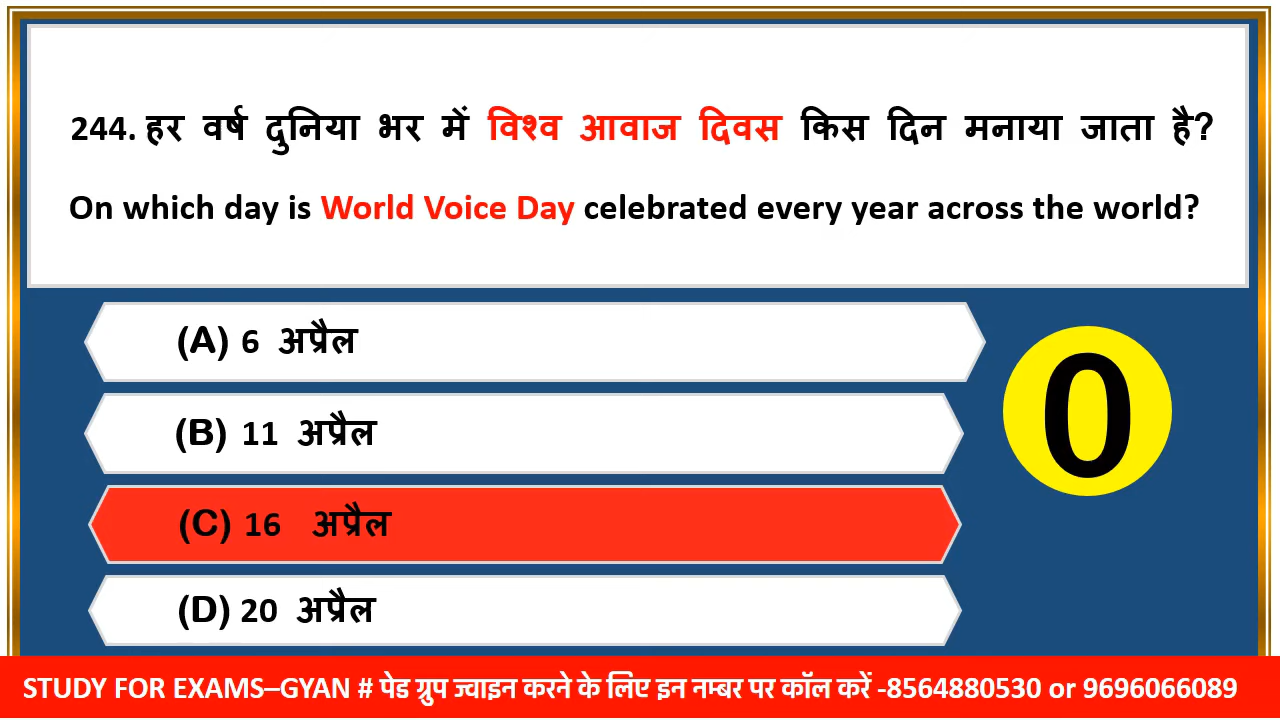 244. हर वर्ष दुनिया भर में विश्व आवाज दिवस किस दिन मनाया जाता है?
On which day is World Voice Day celebrated every year across the world?
(A) 6 अप्रैल
(B) 11 अप्रैल
(C) 16 अप्रैल
(D) 20 अप्रैल
0
STUDY FOR EXAMS–GYAN # पेड ग्रुप ज्वाइन करने के लिए इन नम्बर पर कॉल करें -8564880530 or 9696066089